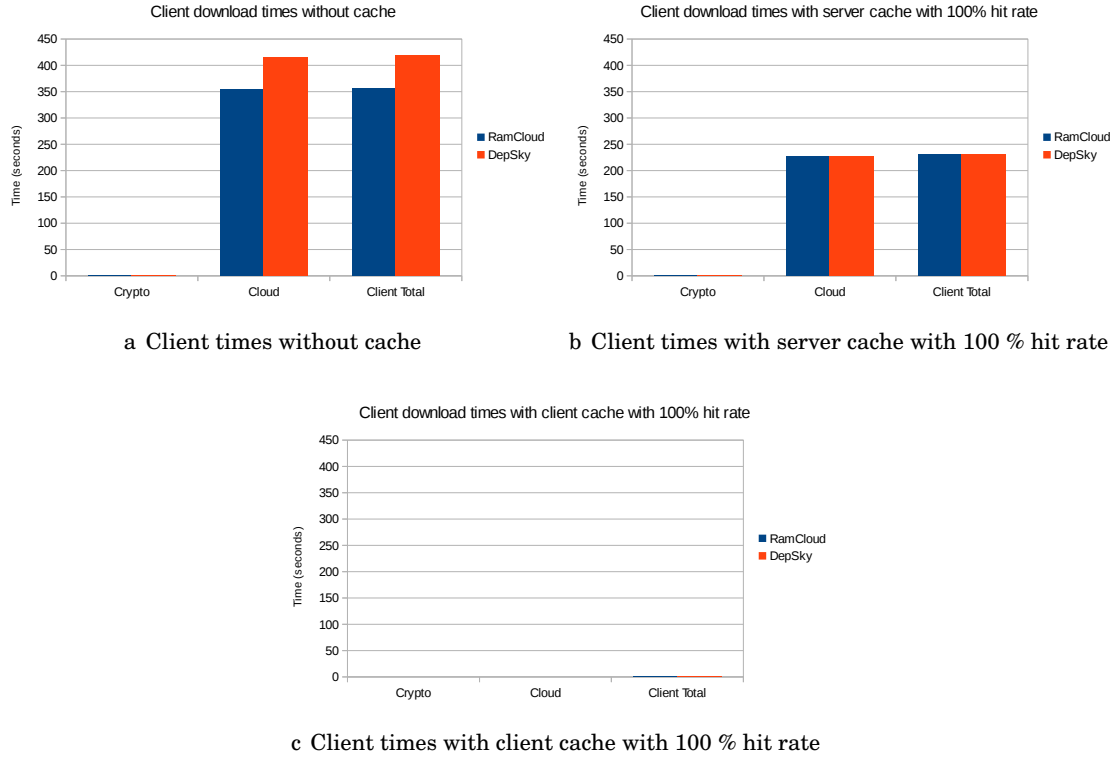 Client download times without cache
450
400
350
300
250
200
150
100
50
0
Time (seconds)
Crypto Cloud Client Total
RamCloud
DepSky
a Client times without cache
Client download times with server cache with 100% hit rate
450
400
350
300
250
200
150
100
50
0
Time (seconds)
Crypto Cloud Client Total
RamCloud
DepSky
b Client times with server cache with 100 % hit rate
Client download times with client cache with 100% hit rate
450
400
350
300
250
200
150
100
50
0
Time (seconds)
Crypto Cloud Client Total
RamCloud
DepSky
c Client times with client cache with 100 % hit rate